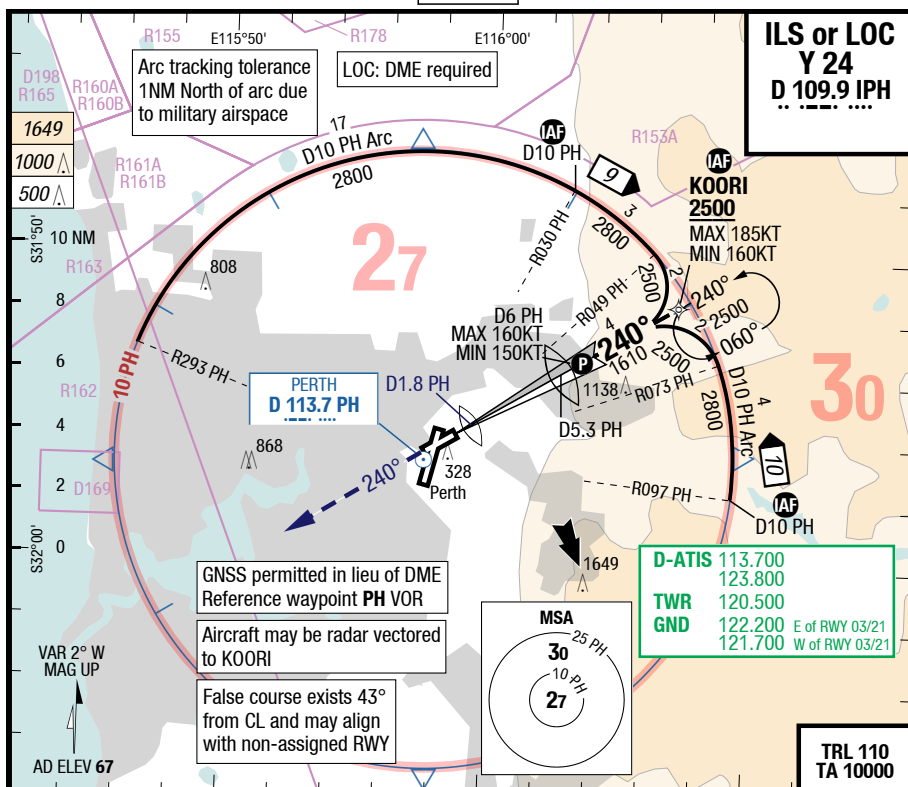 R155
E115°50'
R178
E116°00'
ILS or LOC
Y 24
D 109.9 IPH
Arc tracking tolerance
1NM North of arc due
to military airspace
LOC: DME required
D198
R165
R160A
R160B
1649
1000
500
R161A
R161B
17
D10 PH Arc
2800
IAF
D10 PH
R153A
9
IAF
KOORI
2500
MAX 185KT
MIN 160KT
3
2800
S31°50'
10 NM
27
R030 PH
R163
808
2500
2
240°
8
R049 PH
2500
2
060°
D6 PH
MAX 160KT
MIN 150KT
4
240°
1610
2500
6
R293 PH
P
10 PH
R162
PERTH
D 113.7 PH
D1.8 PH
1138
R073 PH
D10 PH Arc
4
2800
30
D5.3 PH
4
868
328
Perth
240°
10
2
D169
R097 PH
IAF
D10 PH
0
S32°00'
1649
GNSS permitted in lieu of DME
Reference waypoint PH VOR
D-ATIS 113.700
123.800
TWR 120.500
GND 122.200 E of RWY 03/21
121.700 W of RWY 03/21
Aircraft may be radar vectored
to KOORI
MSA
25 PH
30
10 PH
27
VAR 2° W
MAG UP
False course exists 43°
from CL and may align
with non-assigned RWY
AD ELEV 67
TRL 110
TA 10000